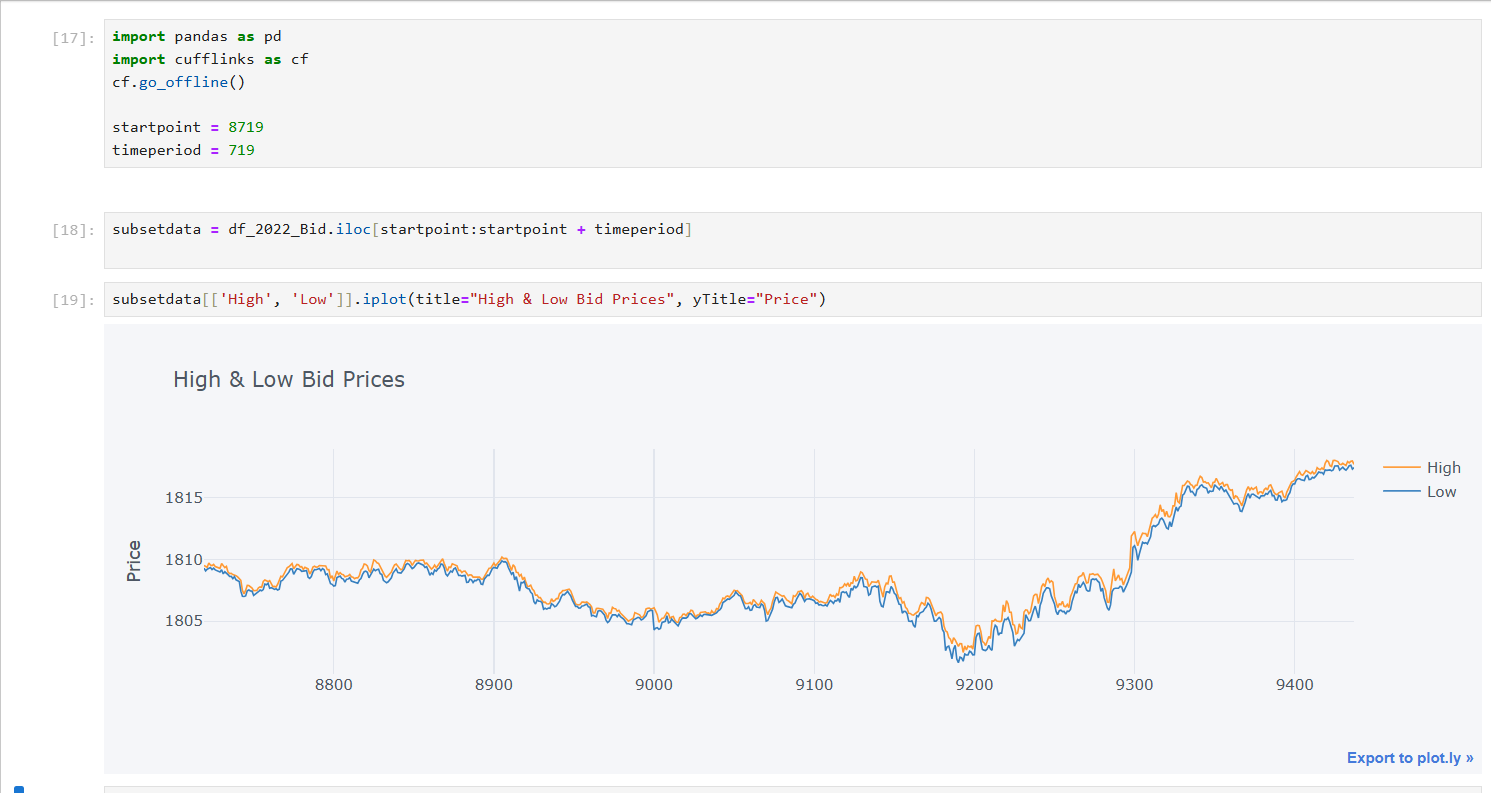 [17]:
import pandas as pd
import cufflinks as cf
cf.go_offline()
startpoint = 8719
timeperiod = 719
[18]:
subsetdata = df_2022_Bid.iloc[startpoint:startpoint + timeperiod]
[19]:
subsetdata[['High', 'Low']].iplot(title="High & Low Bid Prices", yTitle="Price")
High & Low Bid Prices
High
Low
1815
1810
1805
Price
8800
8900
9000
9100
9200
9300
9400
Export to plot.ly »